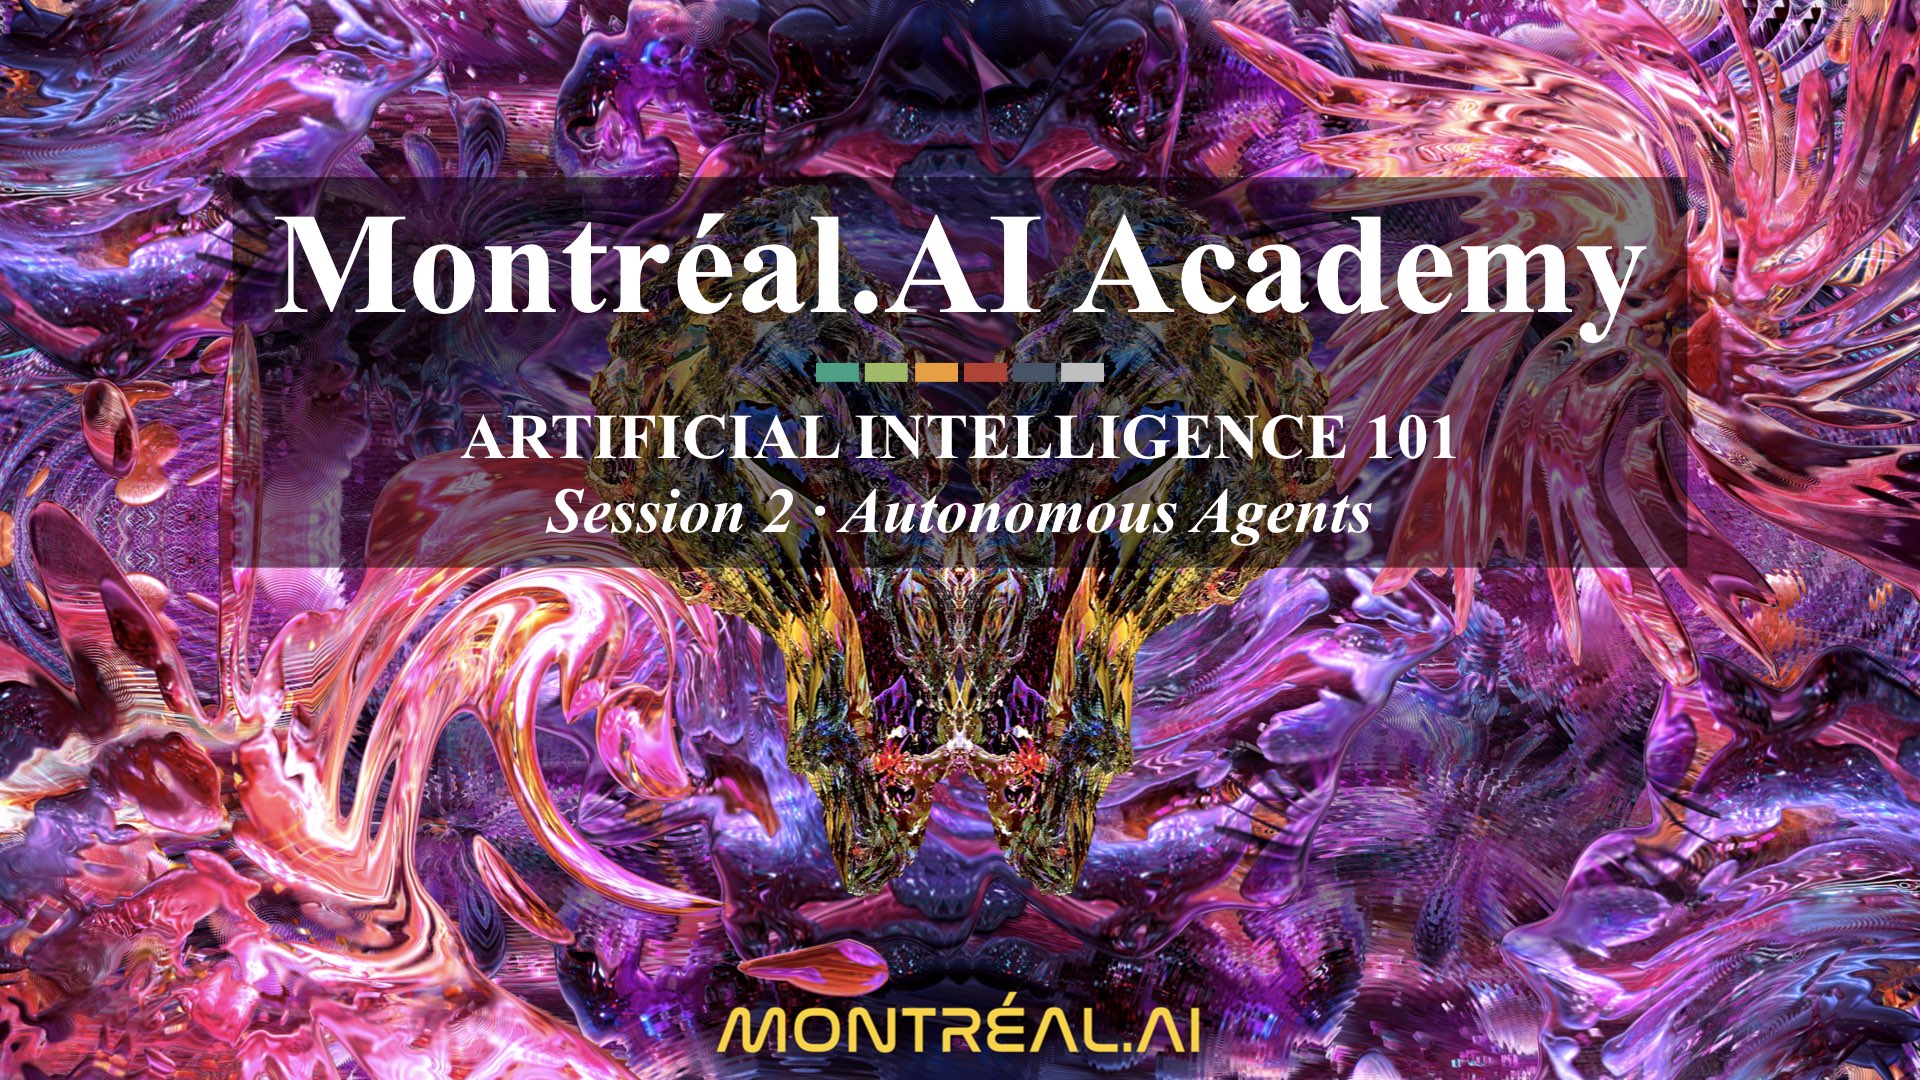 Montréal.AI Academy
ARTIFICIAL INTELLIGENCE 101
Session 2 · Autonomous Agents
MONTRÉAL.AI